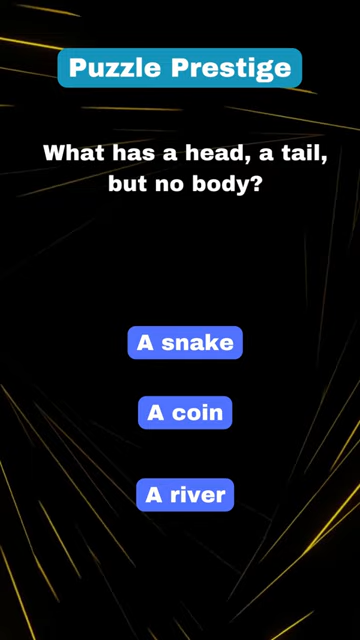 Puzzle Prestige
What has a head, a tail,
but no body?
A snake
A coin
A river